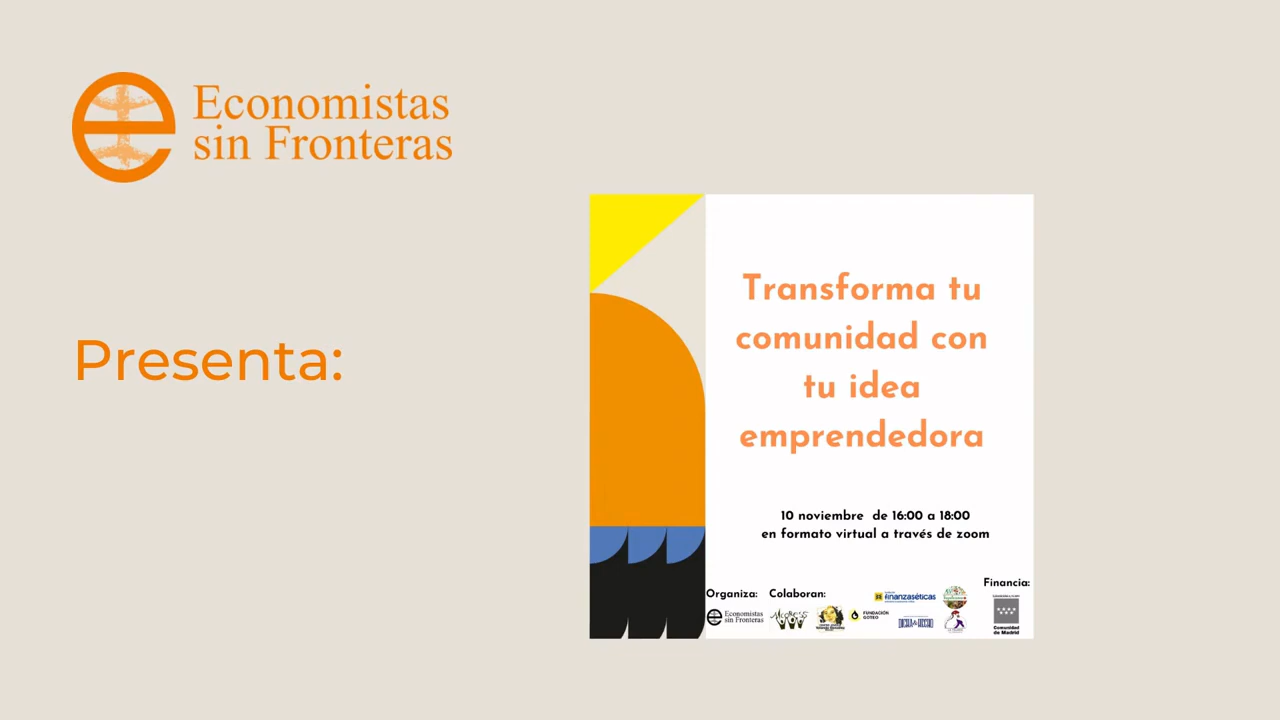 Economistas
sin Fronteras
Presenta:
Transforma tu
comunidad con
tu idea
emprendedora
10 noviembre de 16:00 a 18:00
en formato virtual a través de zoom
Financia:
Organiza:
Colaboran:
Economistas
sin Fronteras
finanzaséticas
FUNDACIÓN
GOTEO
Comunidad
de Madrid